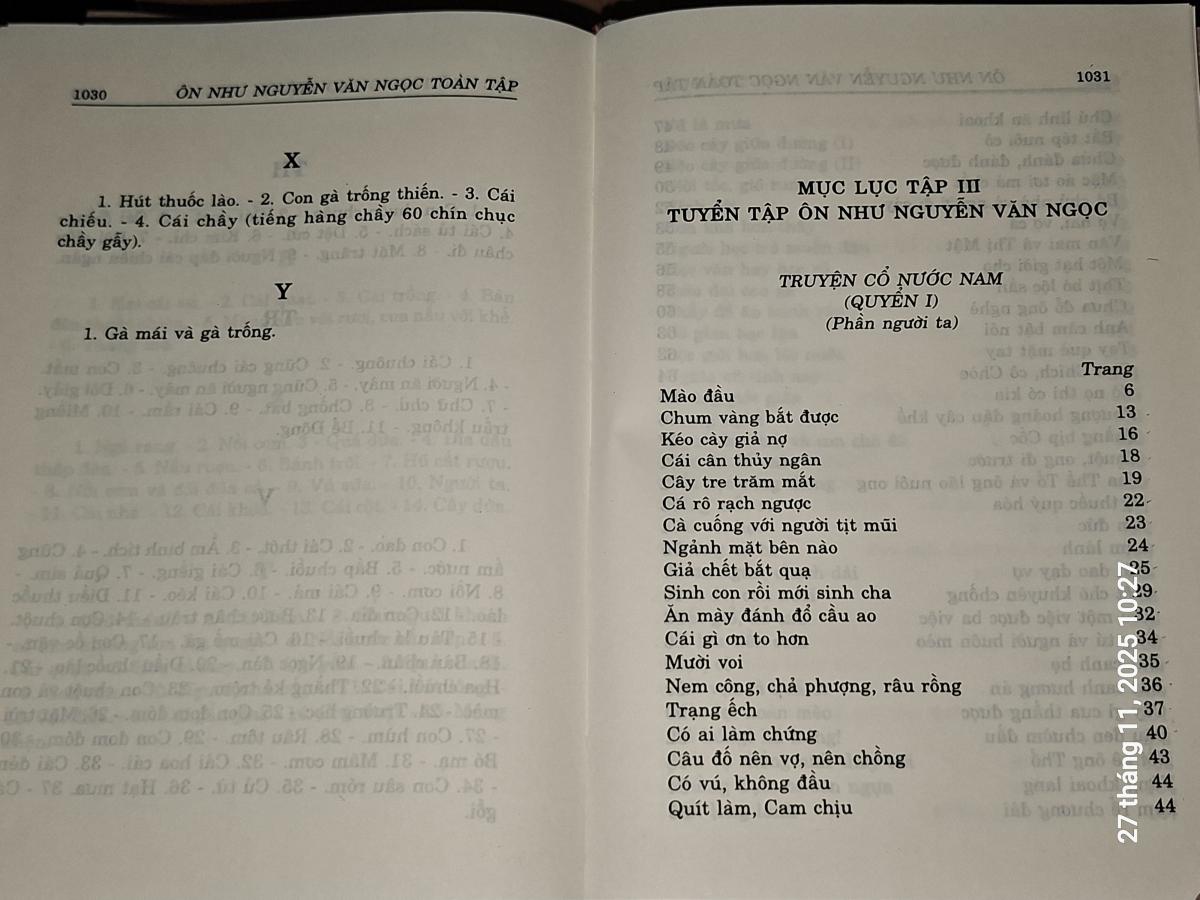 1030 ÔN NHƯ NGUYỄN VĂN NGỌC TOÀN TẬP
X
1. Hút thuốc lào. - 2. Con gà trống thiến. - 3. Cái
chiếu. - 4. Cái chầy (tiếng hàng chầy 60 chín chục
chầy gẫy).
Y
1. Gà mái và gà trống.
1031
MỤC LỤC TẬP III
TUYỂN TẬP ÔN NHƯ NGUYỄN VĂN NGỌC
TRUYỆN CỔ NƯỚC NAM
(QUYỂN I)
(Phần người ta)
Trang
Mào đầu 6
Chum vàng bắt được 13
Kéo cày giả nợ 16
Cái cân thủy ngân 18
Cây tre trăm mắt 19
Cá rô rạch ngược 22
Cà cuống với người tịt mũi 23
Ngảnh mặt bên nào 24
Giả chết bắt quạ 25
Sinh con rồi mới sinh cha 29
Ăn mày đánh đổ cầu ao 32
Cái gì ơn to hơn 34
Mười voi 35
Nem công, chả phượng, râu rồng 36
Trạng ếch 37
Có ai làm chứng 40
Câu đố nên vợ, nên chồng 43
Có vú, không đầu 44
Quít làm, Cam chịu 44
27 tháng 11, 2025 10:27